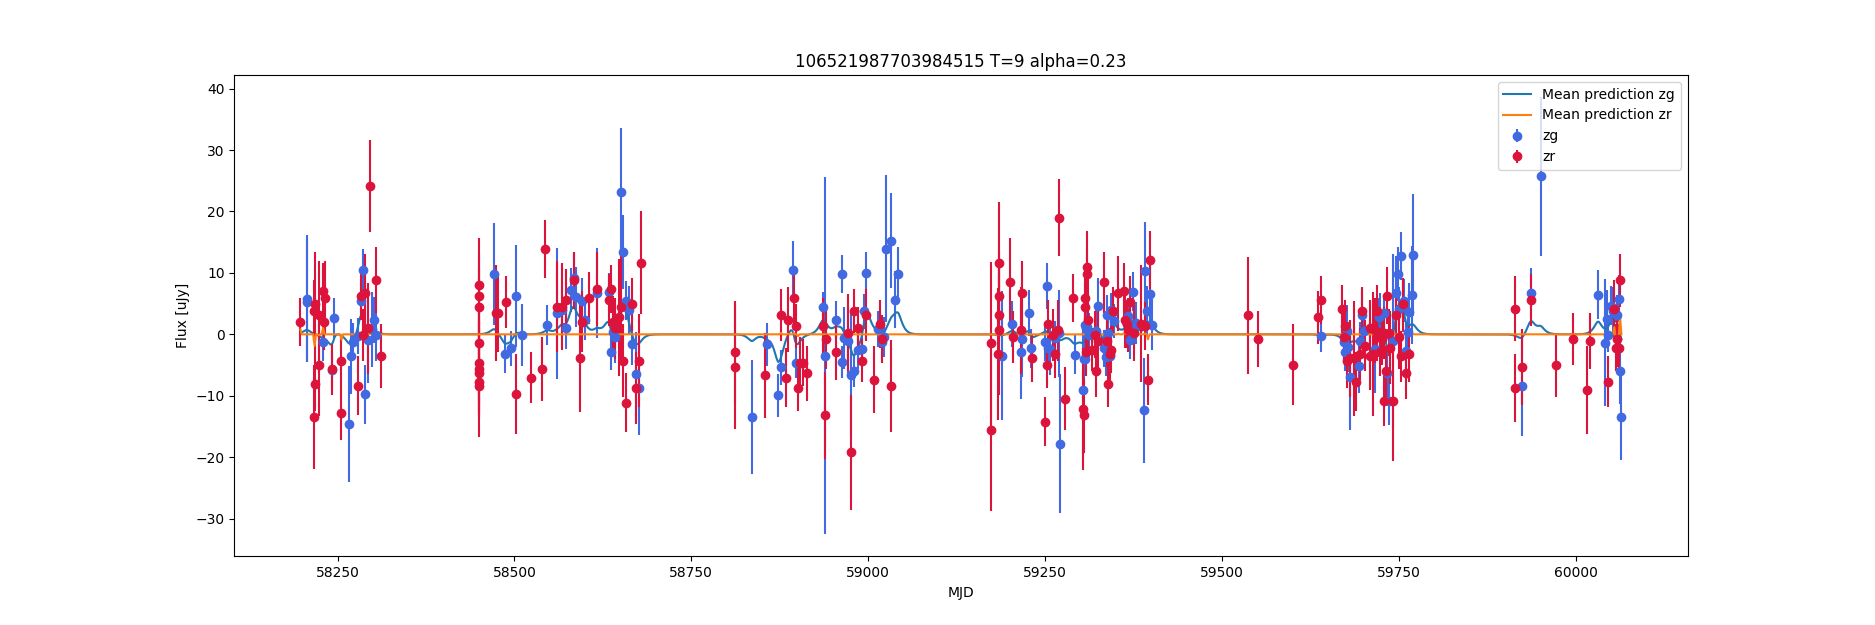 106521987703984515 T=9 alpha=0.23
Flux [uJy]
40
30
20
10
0
−10
−20
−30
Mean prediction zg
Mean prediction zr
zg
zr
58250 58500 58750 59000 59250 59500 59750 60000
MJD